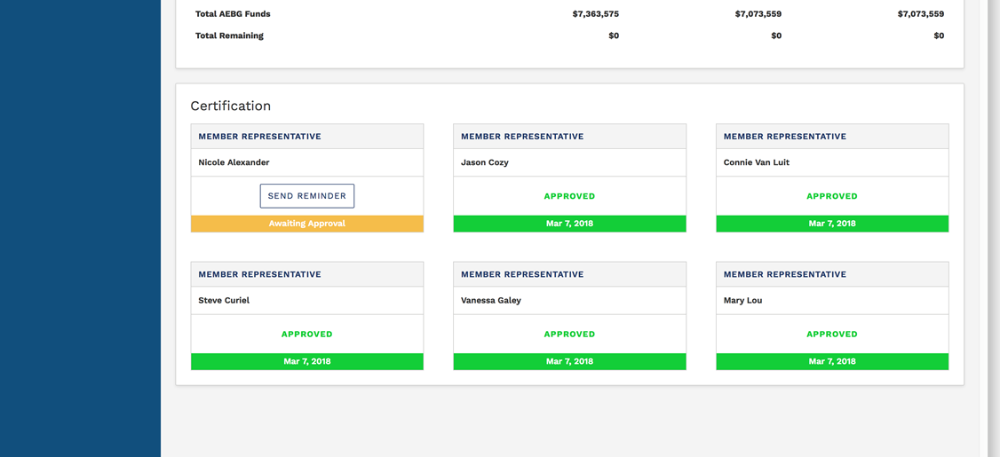 Total AEBG Funds $7,363,575 $7,073,559 $7,073,559
Total Remaining $0 $0 $0
Certification
MEMBER REPRESENTATIVE MEMBER REPRESENTATIVE MEMBER REPRESENTATIVE
Nicole Alexander Jason Cozy Connie Van Luit
SEND REMINDER APPROVED APPROVED
Awaiting Approval Mar 7, 2018 Mar 7, 2018
MEMBER REPRESENTATIVE MEMBER REPRESENTATIVE MEMBER REPRESENTATIVE
Steve Curiel Vanessa Galey Mary Lou
APPROVED APPROVED APPROVED
Mar 7, 2018 Mar 7, 2018 Mar 7, 2018